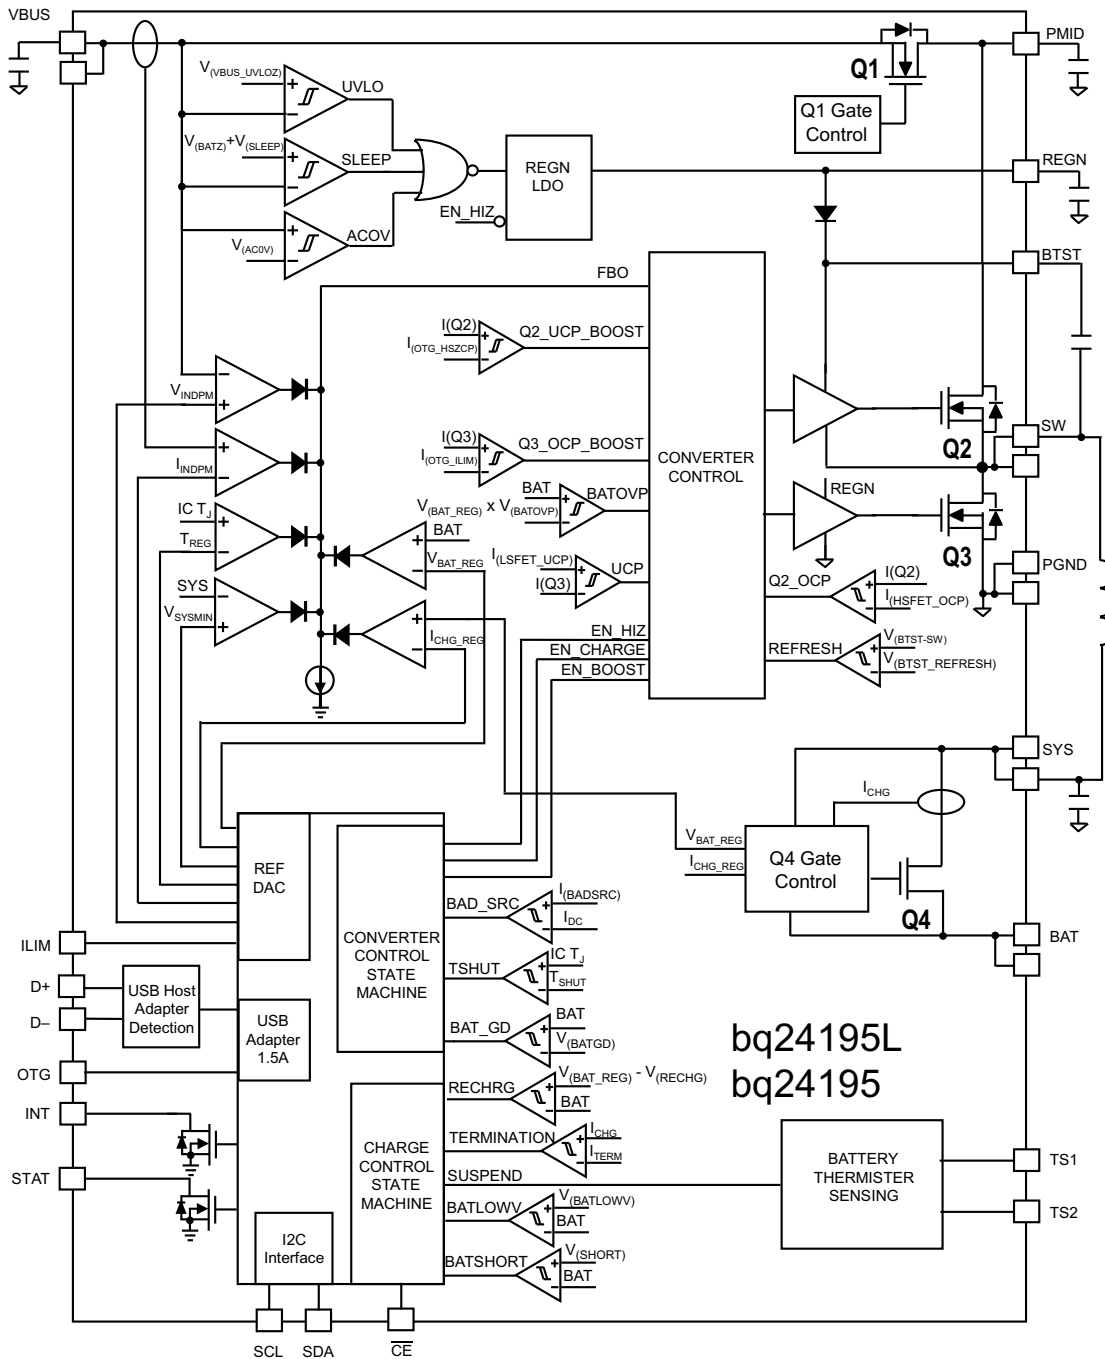 VBUS
PMID
Q1
Q1 Gate
Control
V(VBUS_UVLOZ)
UVLO
V(BATZ)+V(SLEEP)
SLEEP
REGN
LDO
REGN
EN_HIZ
V(AC0V)
ACOV
BTST
FBO
I(Q2)
I(OTG_HSZCP)
Q2_UCP_BOOST
VINDPM
I(Q3)
I(OTG_ILIM)
Q3_OCP_BOOST
CONVERTER
CONTROL
Q2
SW
IINDPM
BAT
V(BAT_REG) x V(BATOVP)
BATOVP
REGN
IC TJ
TREG
BAT
VBAT_REG
Q3
PGND
I(LSFET_UCP)
I(Q3)
UCP
Q2_OCP
I(Q2)
I(HSFET_OCP)
SYS
VSYSMIN
ICHG_REG
EN_HIZ
EN_CHARGE
EN_BOOST
REFRESH
V(BTST-SW)
V(BTST_REFRESH)
SYS
ICHG
VBAT_REG
ICHG_REG
Q4 Gate
Control
Q4
BAT
REF
DAC
CONVERTER
CONTROL
STATE
MACHINE
BAD_SRC
I(BADSRC)
IDC
TSHUT
IC TJ
TSHUT
BAT_GD
BAT
V(BATGD)
ILIM
D+
D–
USB Host
Adapter
Detection
USB
Adapter
1.5A
OTG
INT
STAT
bq24195L
bq24195
RECHRG
V(BAT_REG) - V(RECHG)
BAT
CHARGE
CONTROL
STATE
MACHINE
TERMINATION
ICHG
ITERM
SUSPEND
BATLOWV
V(BATLOWV)
BAT
BATSHORT
V(SHORT)
BAT
BATTERY
THERMISTER
SENSING
TS1
TS2
I2C
Interface
SCL
SDA
CE